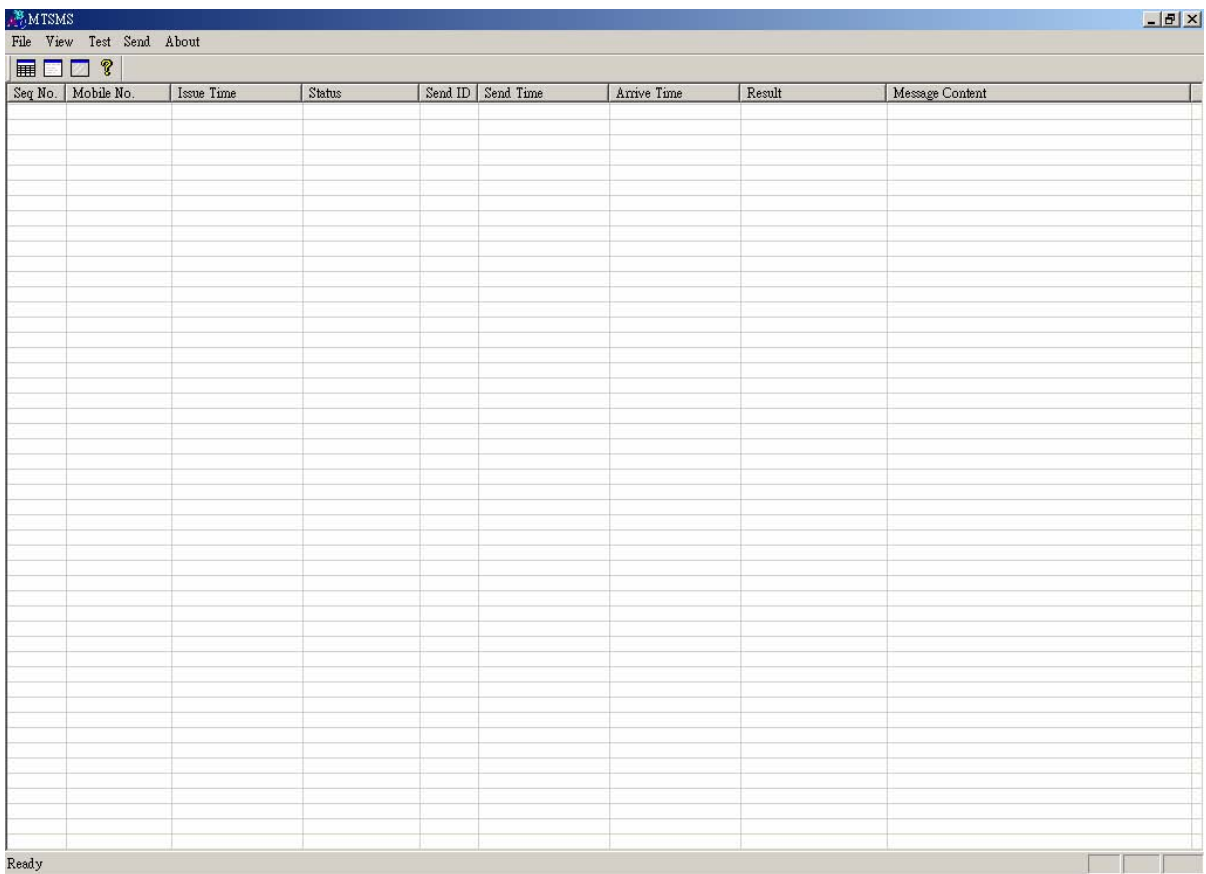 MTSMS
File View Test Send About
Seq No. Mobile No. Issue Time Status Send ID Send Time Arrive Time Result Message Content
Ready